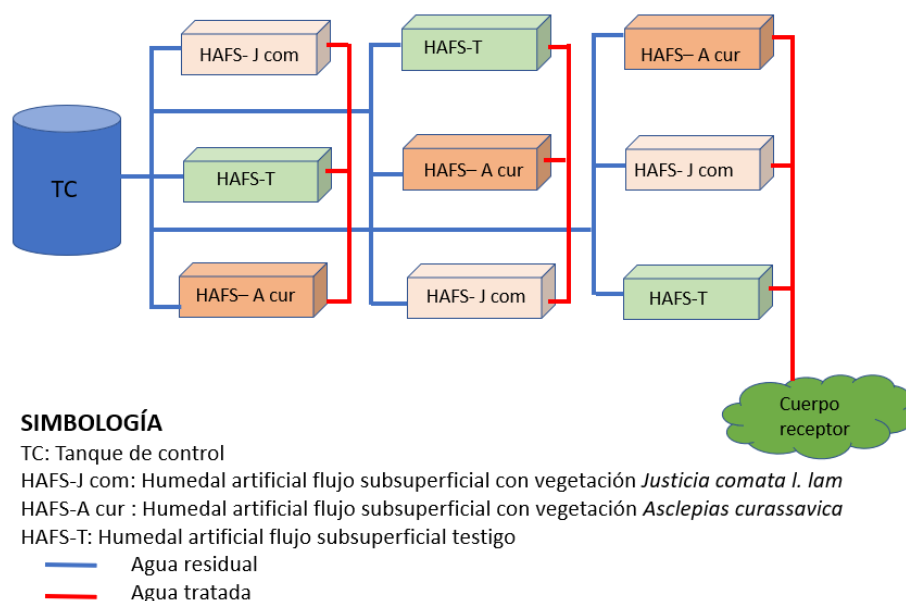 HAFS- J com
HAFS-T
HAFS– A cur
TC
HAFS-T
HAFS– A cur
HAFS- J com
HAFS– A cur
HAFS- J com
HAFS-T
Cuerpo
receptor
SIMBOLOGÍA
TC: Tanque de control
HAFS-J com: Humedal artificial flujo subsuperficial con vegetación Justicia comata l. lam
HAFS-A cur : Humedal artificial flujo subsuperficial con vegetación Asclepias curassavica
HAFS-T: Humedal artificial flujo subsuperficial testigo
Agua residual
Agua tratada